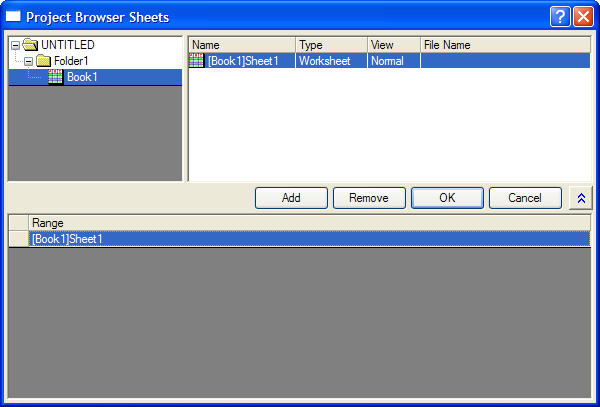 Project Browser Sheets
UNTITLED
Folder1
Book1
Name Type View File Name
[Book1]Sheet1 Worksheet Normal
Add Remove OK Cancel
Range
[Book1]Sheet1